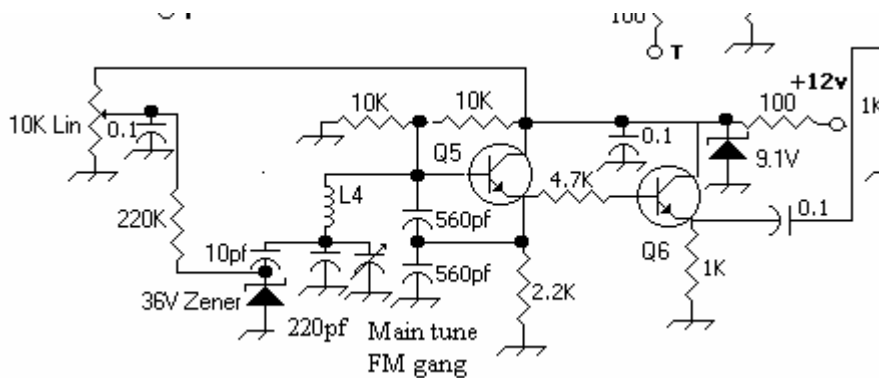 100
T
+12v
10K
10K
100
1K
10K Lin
0.1
Q5
0.1
9.1V
4.7K
L4
220K
560pf
0.1
10pf
Q6
560pf
1K
36V Zener
2.2K
220pf
Main tune
FM gang